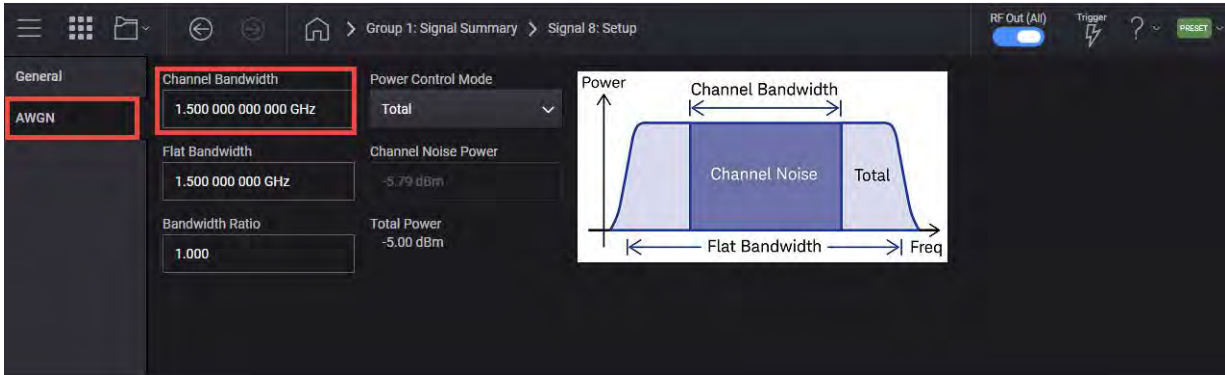 Group 1: Signal Summary > Signal 8: Setup
RF Out (All)
Trigger
?
PRESET
General
AWGN
Channel Bandwidth
1.500 000 000 000 GHz
Power Control Mode
Total
Flat Bandwidth
1.500 000 000 GHz
Channel Noise Power
-5.79 dBm
Bandwidth Ratio
1.000
Total Power
-5.00 dBm
Power
Channel Bandwidth
Channel Noise
Total
Flat Bandwidth
Freq